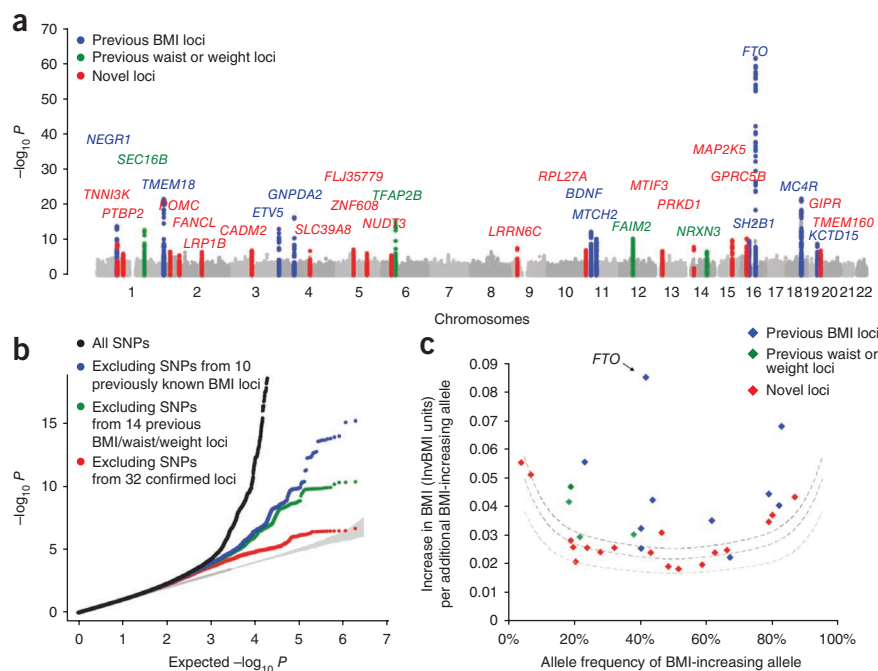 a
Previous BMI loci
Previous waist or weight loci
Novel loci
–log10 P
70
60
50
40
30
20
10
0
FTO
NEGR1
SEC16B
TNNI3K
PTBP2
TMEM18
POMC
FANCL
LRP1B
CADM2
ETV5
GNPDA2
SLC39A8
FLJ35779
ZNF608
TFAP2B
NUDT3
LRRN6C
RPL27A
BDNF
MTCH2
FAIM2
MTIF3
PRKD1
NRXN3
MAP2K5
GPRC5B
SH2B1
MC4R
GIPR
TMEM160
KCTD15
1 2 3 4 5 6 7 8 9 10 11 12 13 14 15 16 17 18 19 20 21 22
Chromosomes
b
All SNPs
Excluding SNPs from 10
previously known BMI loci
Excluding SNPs
from 14 previous
BMI/waist/weight loci
Excluding SNPs
from 32 confirmed loci
–log10 P
15
10
5
0
0 1 2 3 4 5 6 7
Expected –log10 P
c
Previous BMI loci
Previous waist or
weight loci
Novel loci
FTO
Increase in BMI (InvBMI units)
per additional BMI-increasing allele
0.09
0.08
0.07
0.06
0.05
0.04
0.03
0.02
0.01
0
0% 20% 40% 60% 80% 100%
Allele frequency of BMI-increasing allele